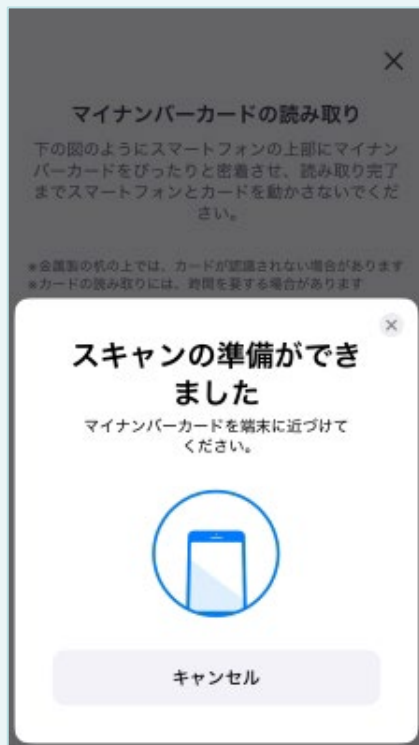 マイナンバーカードの読み取り
下の図のようにスマートフォンの上部にマイナン
バーカードをぴったりと密着させ、読み取り完了
までスマートフォンとカードを動かさないでくだ
さい。
*金属製の机の上では、カードが認識されない場合があります
*カードの読み取りには、時間を要する場合があります
スキャンの準備ができ
ました
マイナンバーカードを端末に近づけて
ください。
キャンセル